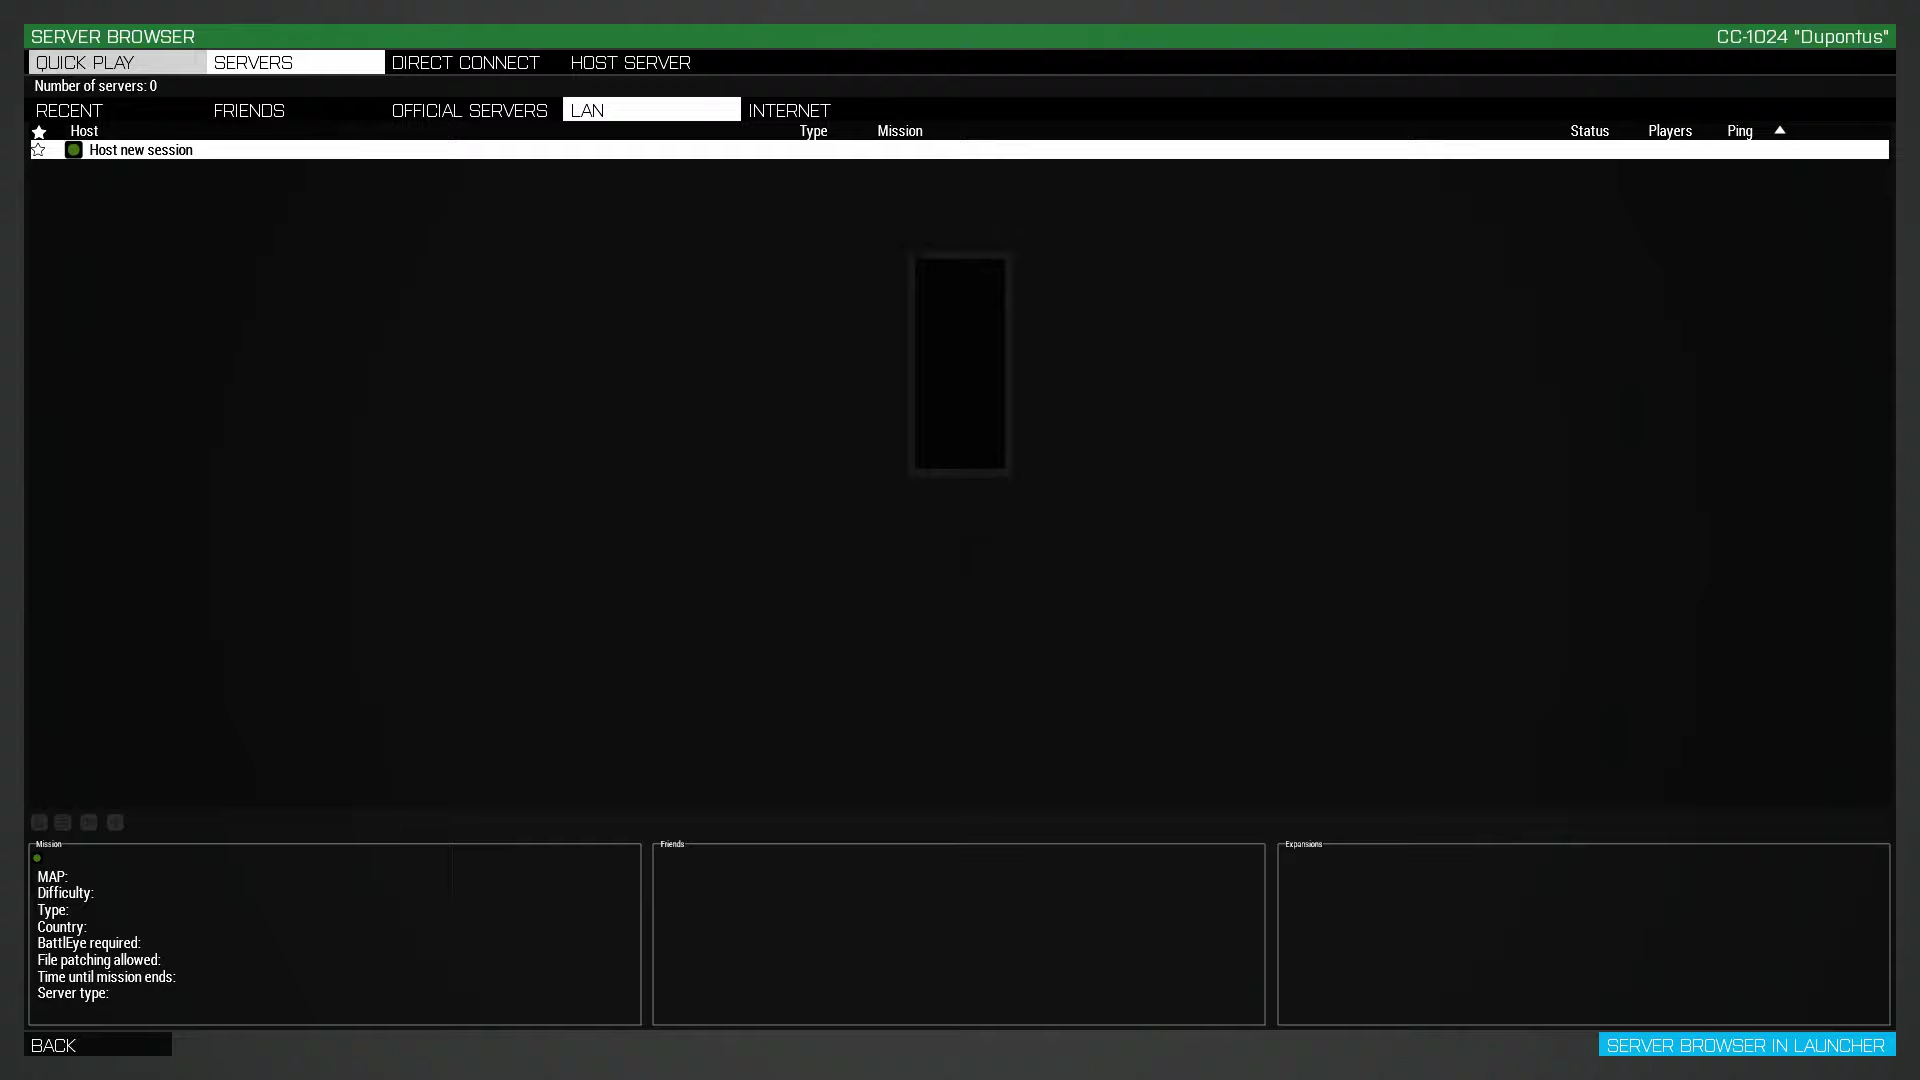 SERVER BROWSER
CC-1024 "Dupontus"
QUICK PLAY SERVERS DIRECT CONNECT HOST SERVER
Number of servers: 0
RECENT FRIENDS OFFICIAL SERVERS LAN INTERNET
Host Type Mission Status Players Ping
Host new session
Mission
MAP:
Difficulty:
Type:
Country:
BattlEye required:
File patching allowed:
Time until mission ends:
Server type:
Friends
Expansions
BACK
SERVER BROWSER IN LAUNCHER